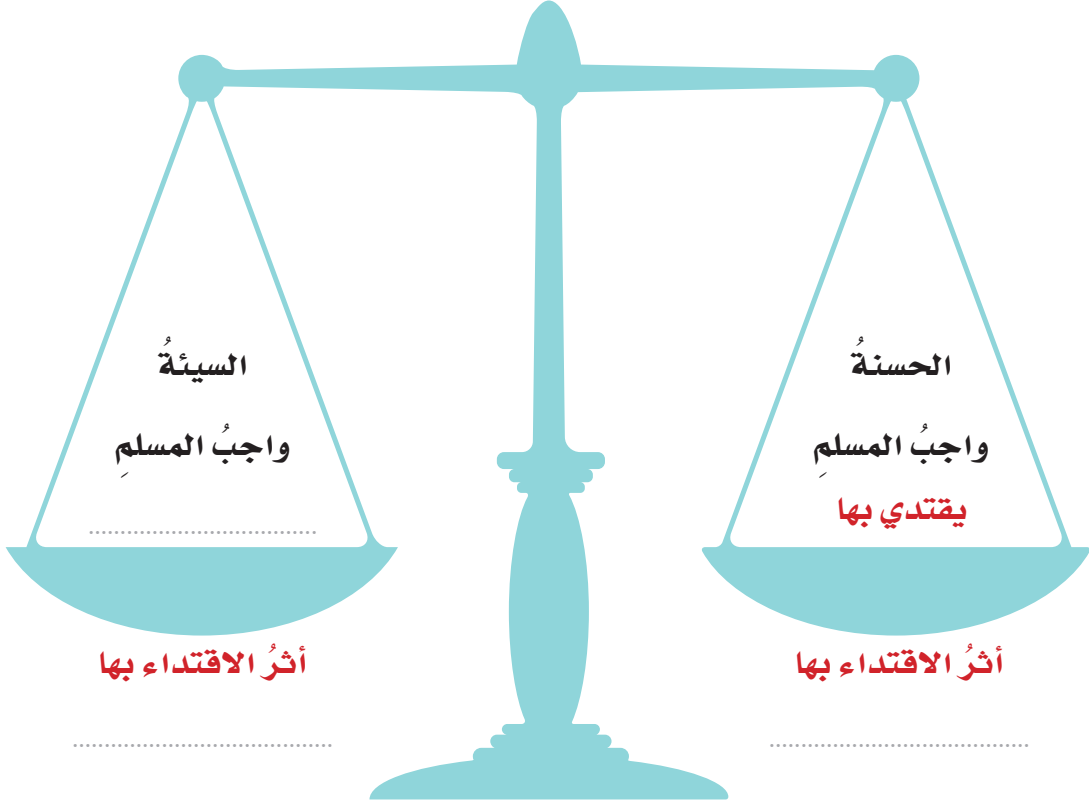 الحسنةُ
واجبُ المسلمِ
يقتدي بها
أثرُ الاقتداء بها
..............................
السيئةُ
واجبُ المسلمِ
..............................
أثرُ الاقتداء بها
..............................